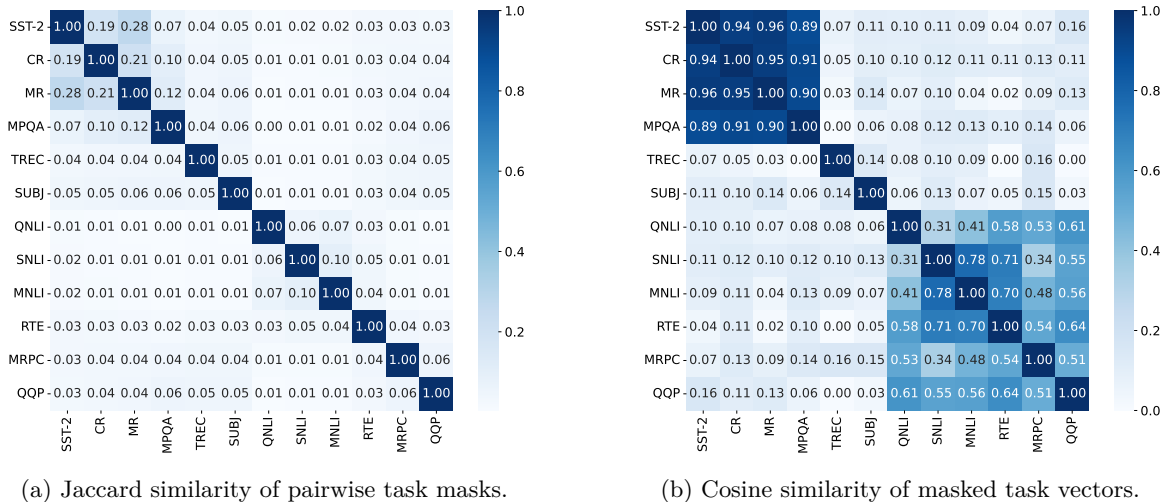 SST-2 1.00 0.19 0.28 0.07 0.04 0.05 0.01 0.02 0.02 0.03 0.03 0.03
CR 0.19 1.00 0.21 0.10 0.04 0.05 0.01 0.01 0.01 0.03 0.04 0.04
MR 0.28 0.21 1.00 0.12 0.04 0.06 0.01 0.01 0.01 0.03 0.04 0.04
MPQA 0.07 0.10 0.12 1.00 0.04 0.06 0.00 0.01 0.01 0.02 0.04 0.06
TREC 0.04 0.04 0.04 0.04 1.00 0.05 0.01 0.01 0.01 0.03 0.04 0.05
SUBJ 0.05 0.05 0.06 0.06 0.05 1.00 0.01 0.01 0.01 0.03 0.04 0.05
QNLI 0.01 0.01 0.01 0.00 0.01 0.01 1.00 0.06 0.07 0.03 0.01 0.01
SNLI 0.02 0.01 0.01 0.01 0.01 0.01 0.06 1.00 0.10 0.05 0.01 0.01
MNLI 0.02 0.01 0.01 0.01 0.01 0.01 0.07 0.10 1.00 0.04 0.01 0.01
RTE 0.03 0.03 0.03 0.02 0.03 0.03 0.03 0.05 0.04 1.00 0.04 0.03
MRPC 0.03 0.04 0.04 0.04 0.04 0.04 0.01 0.01 0.01 0.04 1.00 0.06
QQP 0.03 0.04 0.04 0.06 0.05 0.05 0.01 0.01 0.01 0.03 0.06 1.00
SST-2 CR MR MPQA TREC SUBJ QNLI SNLI MNLI RTE MRPC QQP
1.0
0.8
0.6
0.4
0.2
(a) Jaccard similarity of pairwise task masks.
SST-2 1.00 0.94 0.96 0.89 0.07 0.11 0.10 0.11 0.09 0.04 0.07 0.16
CR 0.94 1.00 0.95 0.91 0.05 0.10 0.10 0.12 0.11 0.11 0.13 0.11
MR 0.96 0.95 1.00 0.90 0.03 0.14 0.07 0.10 0.04 0.02 0.09 0.13
MPQA 0.89 0.91 0.90 1.00 0.00 0.06 0.08 0.12 0.13 0.10 0.14 0.06
TREC 0.07 0.05 0.03 0.00 1.00 0.14 0.08 0.10 0.09 0.00 0.16 0.00
SUBJ 0.11 0.10 0.14 0.06 0.14 1.00 0.06 0.13 0.07 0.05 0.15 0.03
QNLI 0.10 0.10 0.07 0.08 0.08 0.06 1.00 0.31 0.41 0.58 0.53 0.61
SNLI 0.11 0.12 0.10 0.12 0.10 0.13 0.31 1.00 0.78 0.71 0.34 0.55
MNLI 0.09 0.11 0.04 0.13 0.09 0.07 0.41 0.78 1.00 0.70 0.48 0.56
RTE 0.04 0.11 0.02 0.10 0.00 0.05 0.58 0.71 0.70 1.00 0.54 0.64
MRPC 0.07 0.13 0.09 0.14 0.16 0.15 0.53 0.34 0.48 0.54 1.00 0.51
QQP 0.16 0.11 0.13 0.06 0.00 0.03 0.61 0.55 0.56 0.64 0.51 1.00
SST-2 CR MR MPQA TREC SUBJ QNLI SNLI MNLI RTE MRPC QQP
1.0
0.8
0.6
0.4
0.2
0.0
(b) Cosine similarity of masked task vectors.